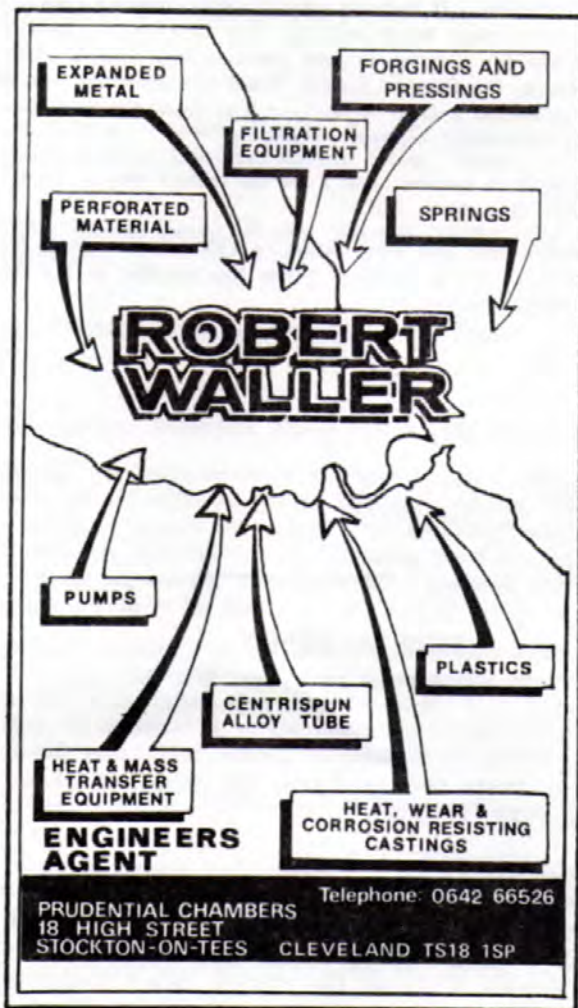 EXPANDED
METAL
FORGINGS AND
PRESSINGS
FILTRATION
EQUIPMENT
PERFORATED
MATERIAL
SPRINGS
ROBERT
WALLER
PUMPS
PLASTICS
CENTRISPUN
ALLOY TUBE
HEAT & MASS
TRANSFER
EQUIPMENT
HEAT, WEAR &
CORROSION RESISTING
CASTINGS
ENGINEERS
AGENT
Telephone: 0642 66526
PRUDENTIAL CHAMBERS
18 HIGH STREET
STOCKTON-ON-TEES CLEVELAND TS18 1SP